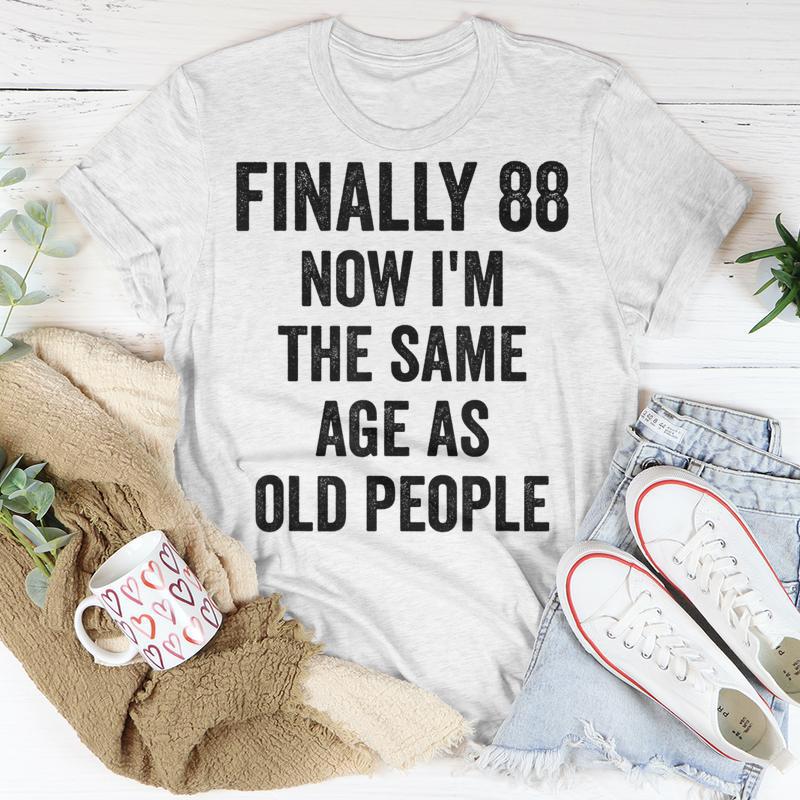 FINALLY 88
NOW I'M
THE SAME
AGE AS
OLD PEOPLE